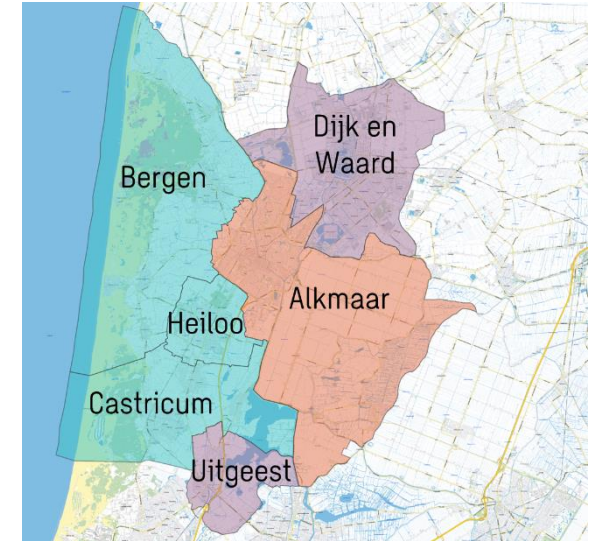 Dijk en
Waard
Bergen
Alkmaar
Heiloo
Castricum
Uitgeest